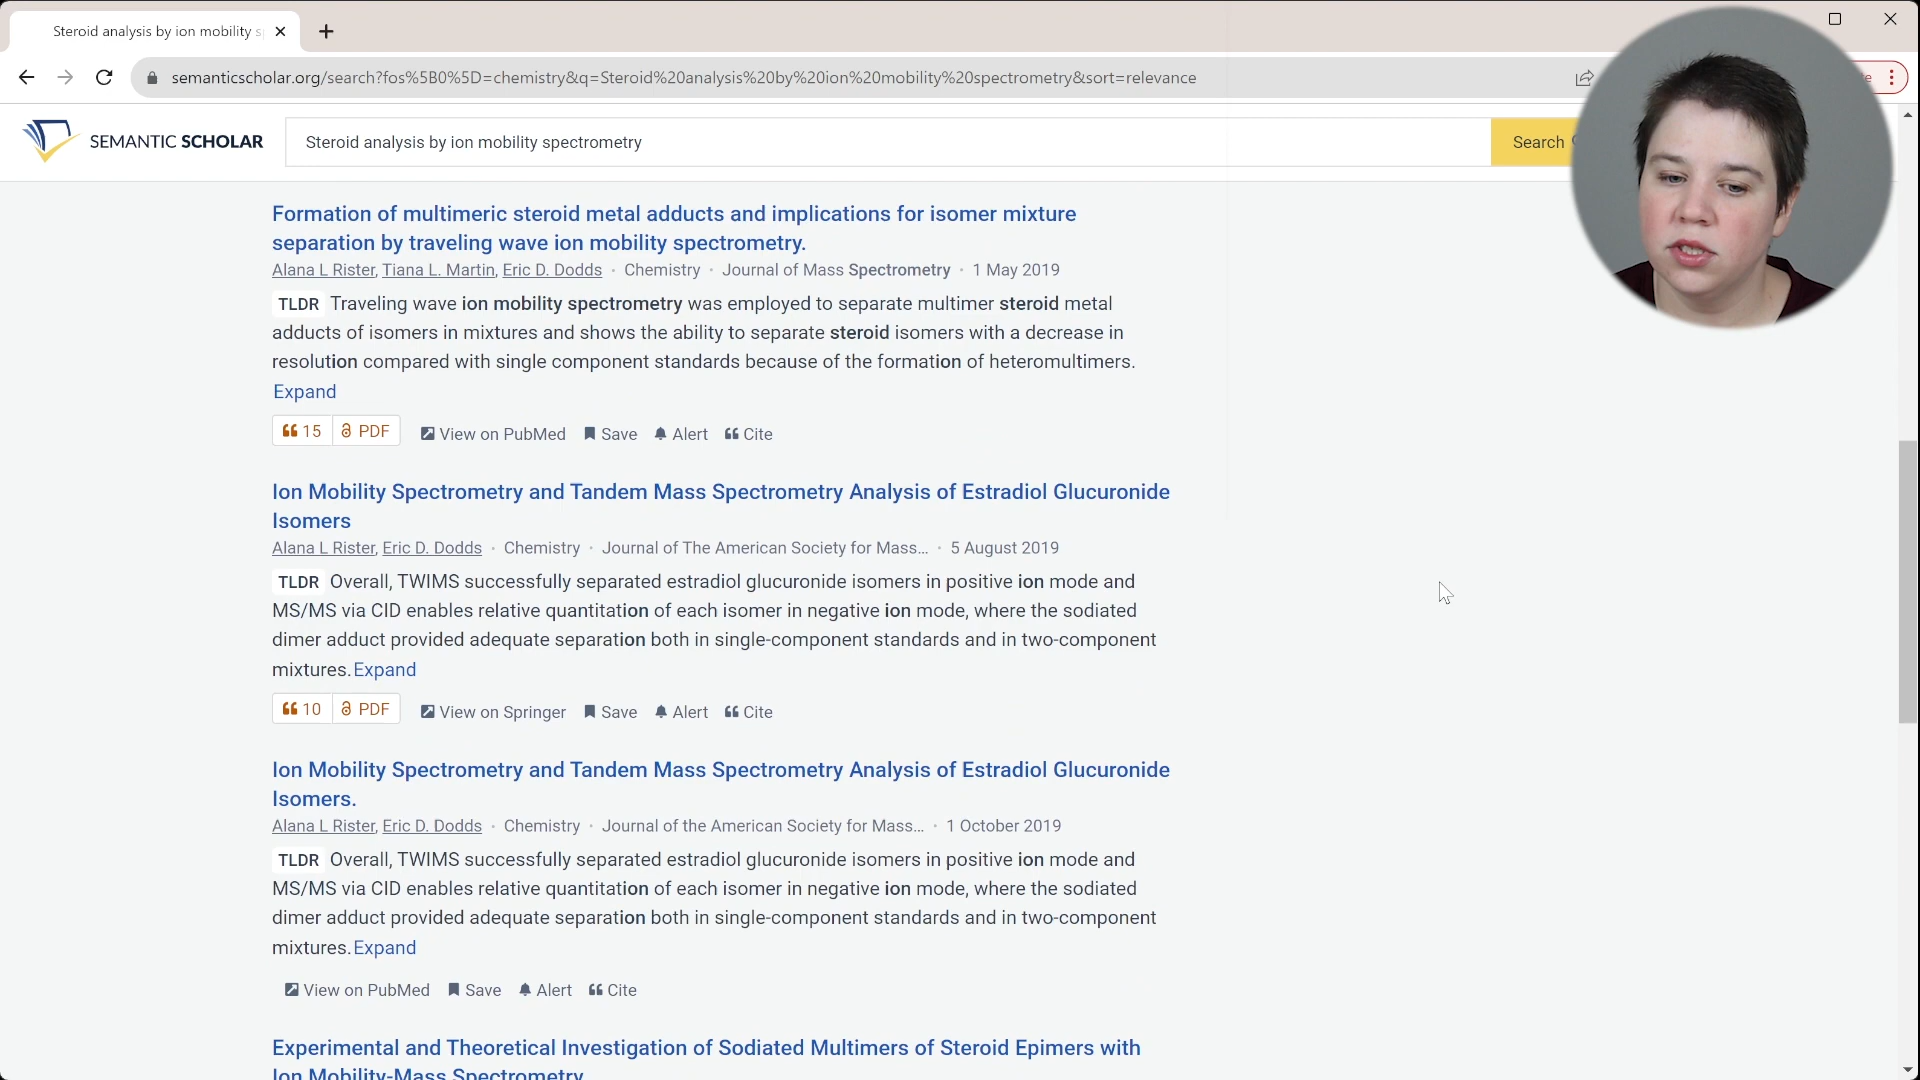 Steroid analysis by ion mobility s
semanticscholar.org/search?fos%5B0%5D=chemistry&q=Steroid%20analysis%20by%20ion%20mobility%20spectrometry&sort=relevance
SEMANTIC SCHOLAR
Steroid analysis by ion mobility spectrometry
Search
Formation of multimeric steroid metal adducts and implications for isomer mixture
separation by traveling wave ion mobility spectrometry.
Alana L Rister, Tiana L. Martin, Eric D. Dodds · Chemistry · Journal of Mass Spectrometry · 1 May 2019
TLDR Traveling wave ion mobility spectrometry was employed to separate multimer steroid metal
adducts of isomers in mixtures and shows the ability to separate steroid isomers with a decrease in
resolution compared with single component standards because of the formation of heteromultimers.
Expand
15 PDF View on PubMed Save Alert Cite
Ion Mobility Spectrometry and Tandem Mass Spectrometry Analysis of Estradiol Glucuronide
Isomers
Alana L Rister, Eric D. Dodds · Chemistry · Journal of The American Society for Mass... · 5 August 2019
TLDR Overall, TWIMS successfully separated estradiol glucuronide isomers in positive ion mode and
MS/MS via CID enables relative quantitation of each isomer in negative ion mode, where the sodiated
dimer adduct provided adequate separation both in single-component standards and in two-component
mixtures. Expand
10 PDF View on Springer Save Alert Cite
Ion Mobility Spectrometry and Tandem Mass Spectrometry Analysis of Estradiol Glucuronide
Isomers.
Alana L Rister, Eric D. Dodds · Chemistry · Journal of the American Society for Mass... · 1 October 2019
TLDR Overall, TWIMS successfully separated estradiol glucuronide isomers in positive ion mode and
MS/MS via CID enables relative quantitation of each isomer in negative ion mode, where the sodiated
dimer adduct provided adequate separation both in single-component standards and in two-component
mixtures. Expand
View on PubMed Save Alert Cite
Experimental and Theoretical Investigation of Sodiated Multimers of Steroid Epimers with
Ion Mobility-Mass Spectrometry